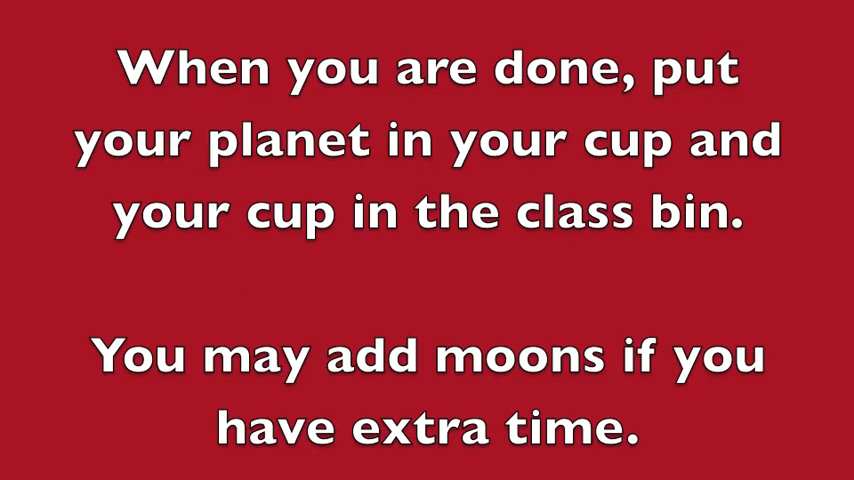 When you are done, put
your planet in your cup and
your cup in the class bin.
You may add moons if you
have extra time.